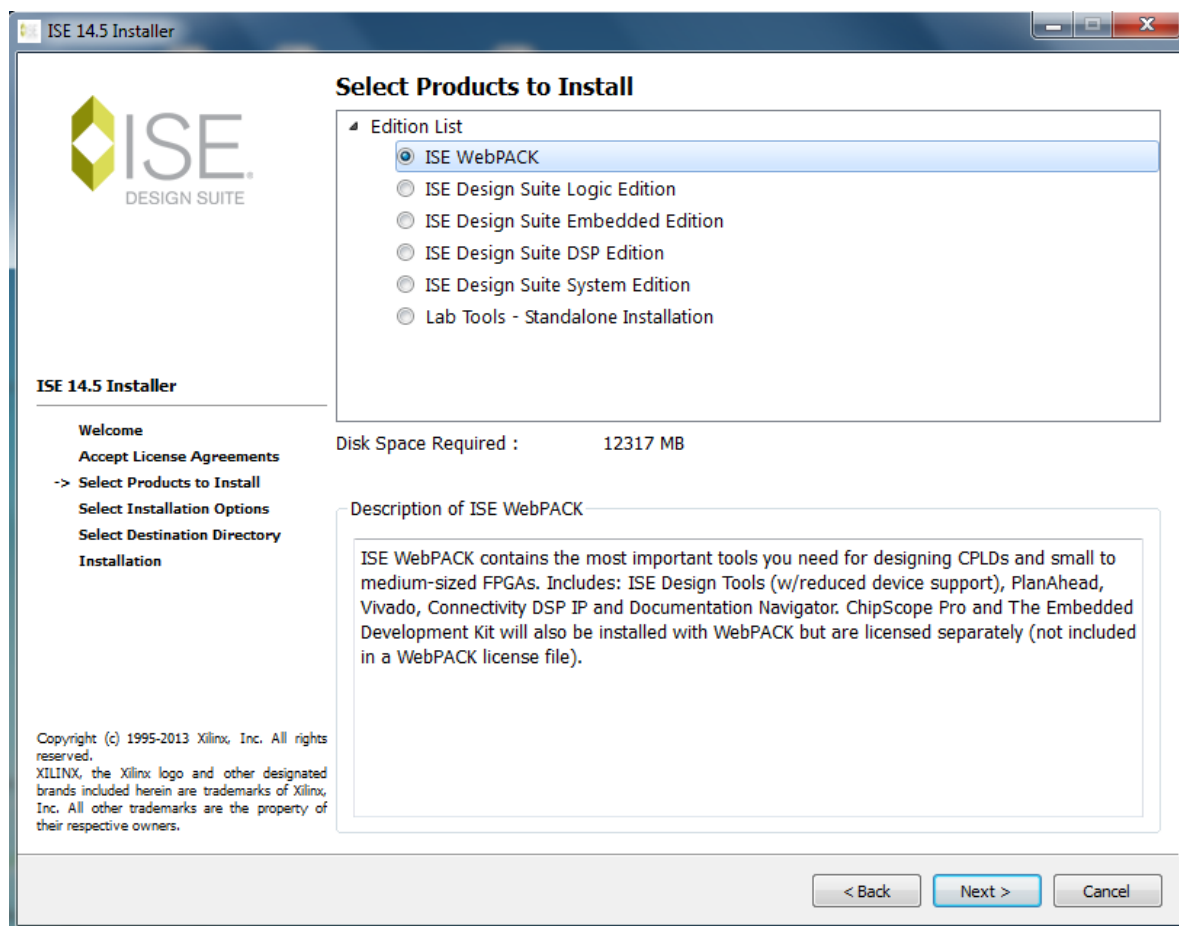 ISE 14.5 Installer
ISE.
DESIGN SUITE
ISE 14.5 Installer
Welcome
Accept License Agreements
-> Select Products to Install
Select Installation Options
Select Destination Directory
Installation
Copyright (c) 1995-2013 Xilinx, Inc. All rights
reserved.
XILINX, the Xilinx logo and other designated
brands included herein are trademarks of Xilinx,
Inc. All other trademarks are the property of
their respective owners.
Select Products to Install
Edition List
ISE WebPACK
ISE Design Suite Logic Edition
ISE Design Suite Embedded Edition
ISE Design Suite DSP Edition
ISE Design Suite System Edition
Lab Tools - Standalone Installation
Disk Space Required : 12317 MB
Description of ISE WebPACK
ISE WebPACK contains the most important tools you need for designing CPLDs and small to
medium-sized FPGAs. Includes: ISE Design Tools (w/reduced device support), PlanAhead,
Vivado, Connectivity DSP IP and Documentation Navigator. ChipScope Pro and The Embedded
Development Kit will also be installed with WebPACK but are licensed separately (not included
in a WebPACK license file).
< Back Next > Cancel